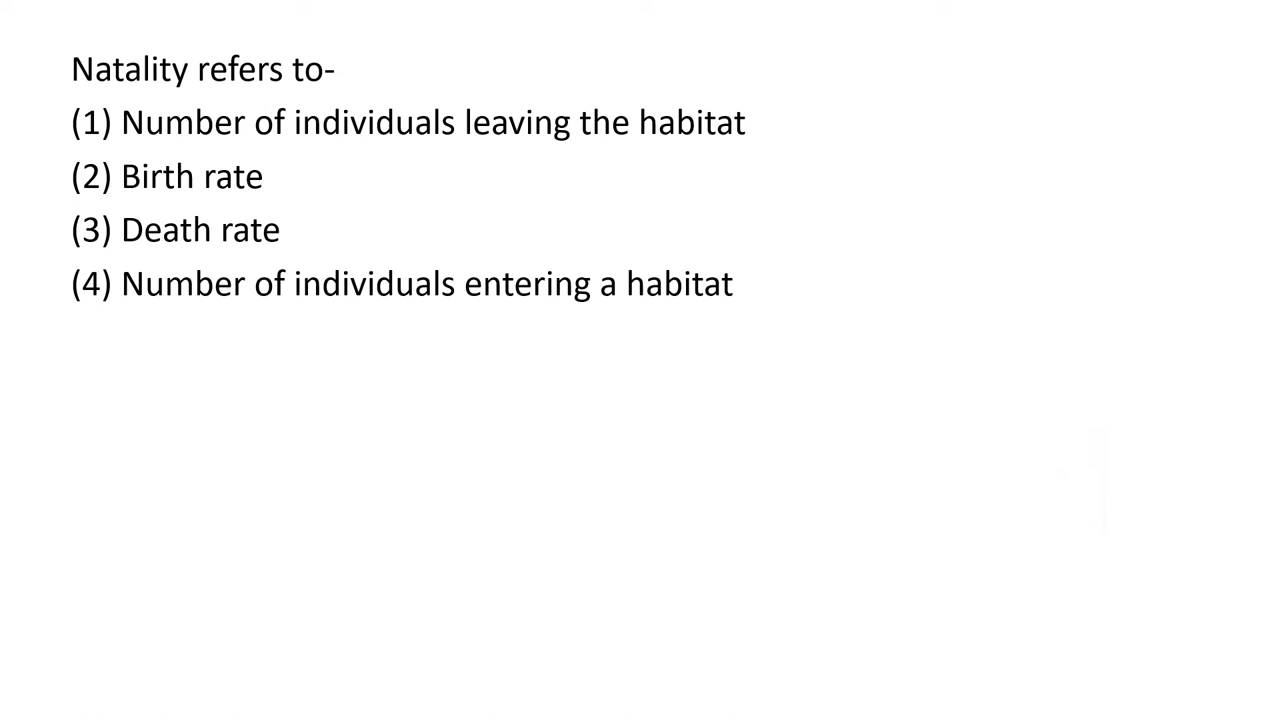 Natality refers to-
(1) Number of individuals leaving the habitat
(2) Birth rate
(3) Death rate
(4) Number of individuals entering a habitat